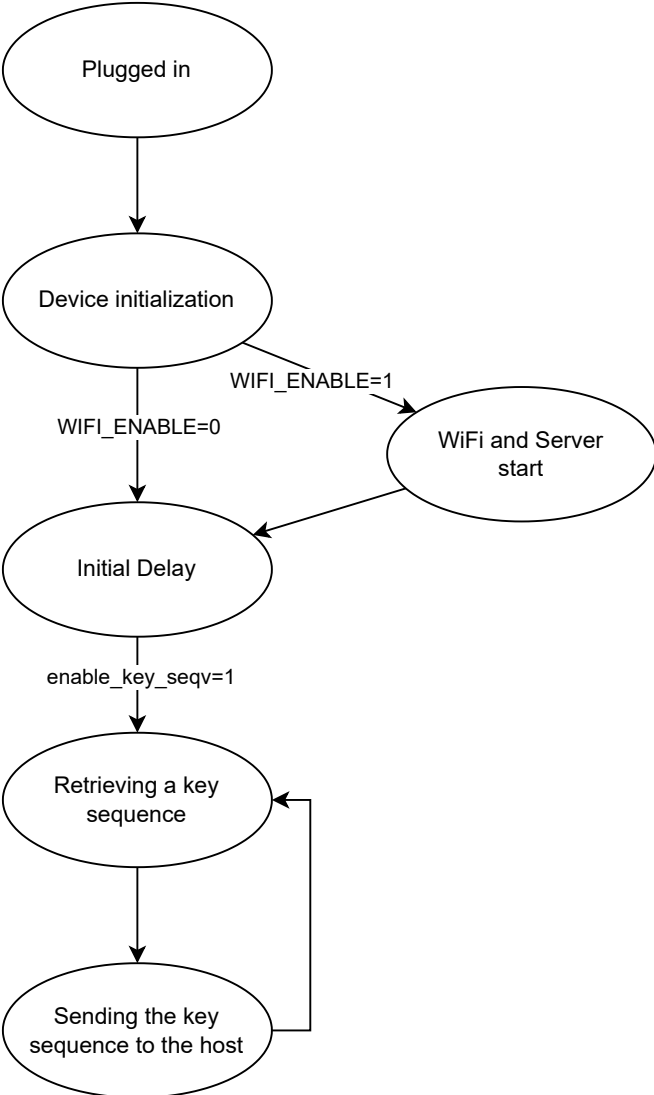 Plugged in
Device initialization
WIFI_ENABLE=1
WIFI_ENABLE=0
WiFi and Server
start
Initial Delay
enable_key_seqv=1
Retrieving a key
sequence
Sending the key
sequence to the host